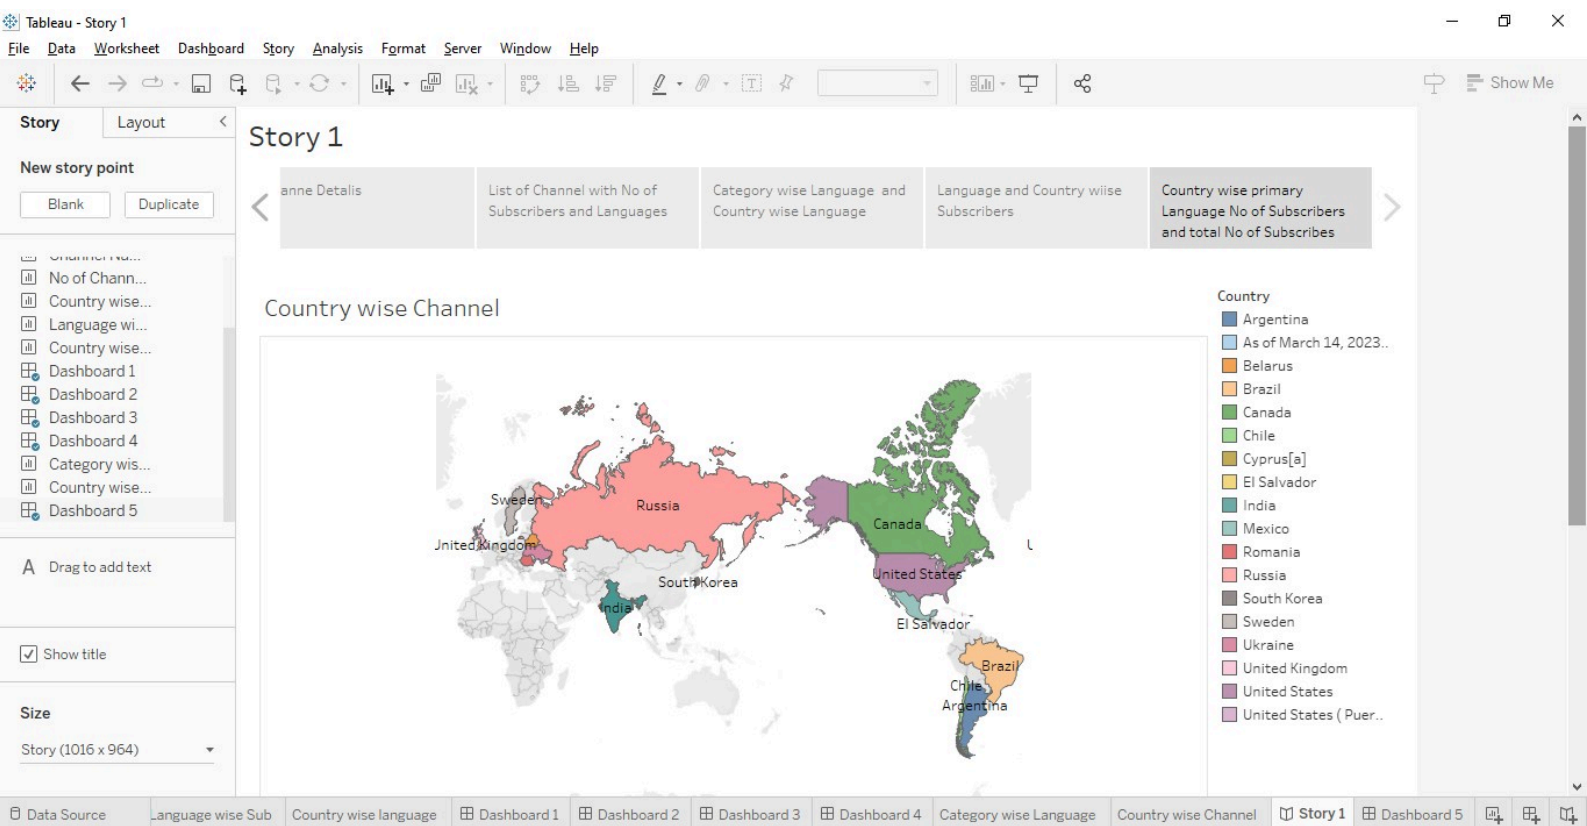 Tableau - Story 1
File Data Worksheet Dashboard Story Analysis Format Server Window Help
Show Me
Story Layout
New story point
Blank Duplicate
No of Chann...
Country wise...
Language wi...
Country wise...
Dashboard 1
Dashboard 2
Dashboard 3
Dashboard 4
Category wis...
Country wise...
Dashboard 5
A Drag to add text
Show title
Size
Story (1016 x 964)
Story 1
anne Detalis
List of Channel with No of
Subscribers and Languages
Category wise Language and
Country wise Language
Language and Country wiise
Subscribers
Country wise primary
Language No of Subscribers
and total No of Subscribes
Country wise Channel
Sweden
Russia
United Kingdom
South Korea
India
Canada
United States
El Salvador
Brazil
Chile
Argentina
Country
Argentina
As of March 14, 2023..
Belarus
Brazil
Canada
Chile
Cyprus[a]
El Salvador
India
Mexico
Romania
Russia
South Korea
Sweden
Ukraine
United Kingdom
United States
United States ( Puer..
Data Source Language wise Sub Country wise language Dashboard 1 Dashboard 2 Dashboard 3 Dashboard 4 Category wise Language Country wise Channel Story 1 Dashboard 5